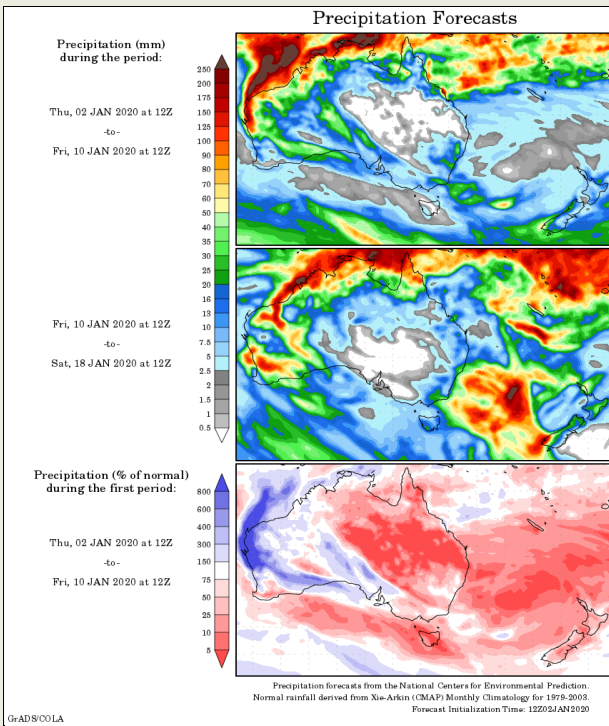 Precipitation Forecasts
Precipitation (mm)
during the period:
Thu, 02 JAN 2020 at 12Z
-to-
Fri, 10 JAN 2020 at 12Z
250
200
175
150
125
100
90
80
70
60
50
40
35
30
25
20
16
13
10
7.5
5
2.5
2
1.5
1
0.5
Fri, 10 JAN 2020 at 12Z
-to-
Sat, 18 JAN 2020 at 12Z
Precipitation (% of normal)
during the first period:
Thu, 02 JAN 2020 at 12Z
-to-
Fri, 10 JAN 2020 at 12Z
800
600
400
300
150
75
50
25
10
5
Precipitation forecasts from the National Centers for Environmental Prediction.
Normal rainfall derived from Xie-Arkin (CMAP) Monthly Climatology for 1979-2003.
Forecast Initialization Time: 12Z02JAN2020
GrADS/COLA